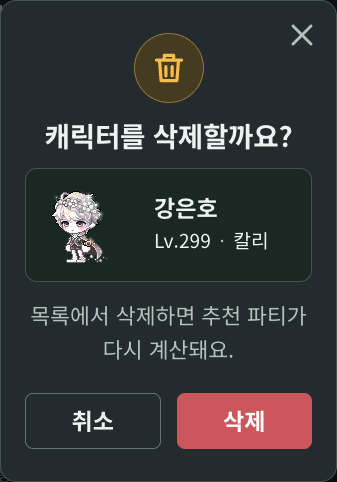 캐릭터를 삭제할까요?
강은호
Lv.299 · 칼리
목록에서 삭제하면 추천 파티가
다시 계산돼요.
취소
삭제